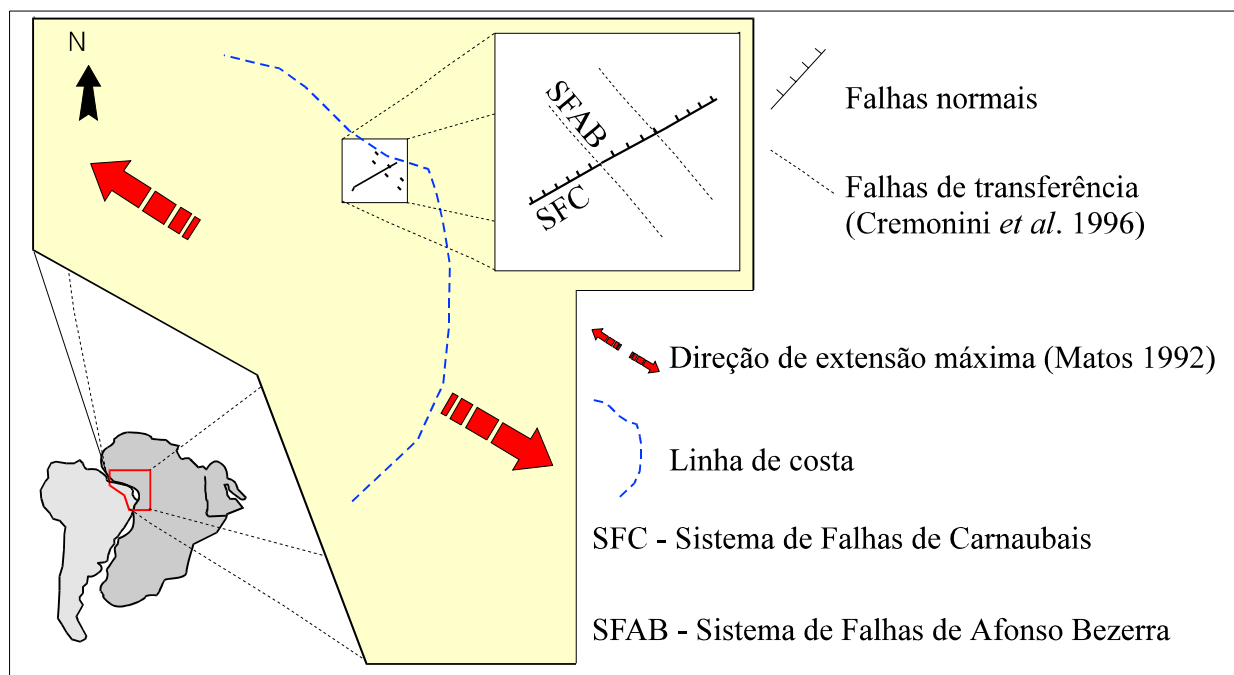 N
SFAB
SFC
Falhas normais
Falhas de transferência
(Cremonini et al. 1996)
Direção de extensão máxima (Matos 1992)
Linha de costa
SFC - Sistema de Falhas de Carnaubais
SFAB - Sistema de Falhas de Afonso Bezerra